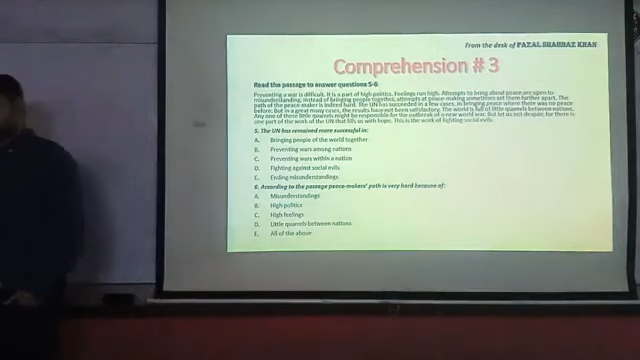 From the desk of FAZAL SHAHRAZ KHAN
Comprehension # 3
Read the passage to answer questions 5-6
Preventing a war is difficult. It is a part of high politics. Feelings run high. Attempts to bring about peace are open to
misunderstanding. Instead of bringing people together, attempts at peace-making sometimes set them further apart. The
path of the peace-maker is indeed hard. The UN has succeeded in a few cases, in bringing peace where there was no peace
before. But in a great many cases, the results have not been satisfactory. The world is full of little quarrels between nations.
Any one of these little quarrels might be responsible for the outbreak of a new world war. But let us not despair, for there is
one part of the work of the UN that fills us with hope. This is the work of fighting social evils.
5. The UN has remained more successful in:
A. Bringing people of the world together
B. Preventing wars among nations
C. Preventing wars within a nation
D. Fighting against social evils
E. Ending misunderstandings
6. According to the passage peace-makers' path is very hard because of:
A. Misunderstandings
B. High politics
C. High feelings
D. Little quarrels between nations
E. All of the above